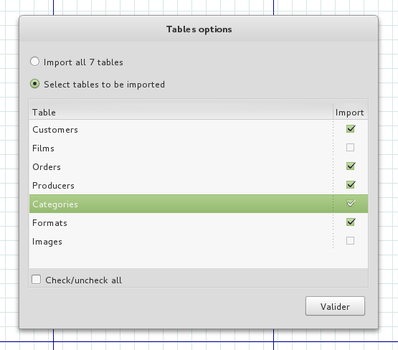 Tables options
Import all 7 tables
Select tables to be imported
Table Import
Customers
Films
Orders
Producers
Categories
Formats
Images
Check/uncheck all
Valider